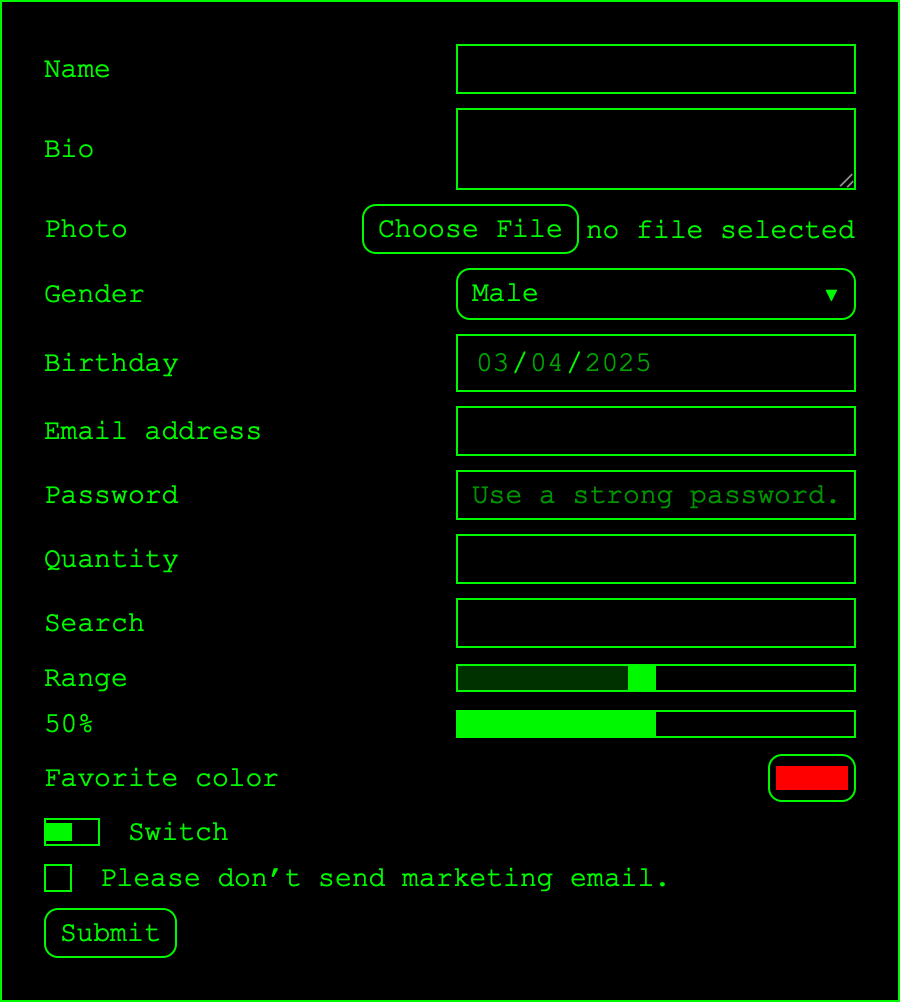 Name
Bio
Photo Choose File no file selected
Gender Male
Birthday 03/04/2025
Email address
Password Use a strong password.
Quantity
Search
Range
50%
Favorite color
Switch
Please don’t send marketing email.
Submit